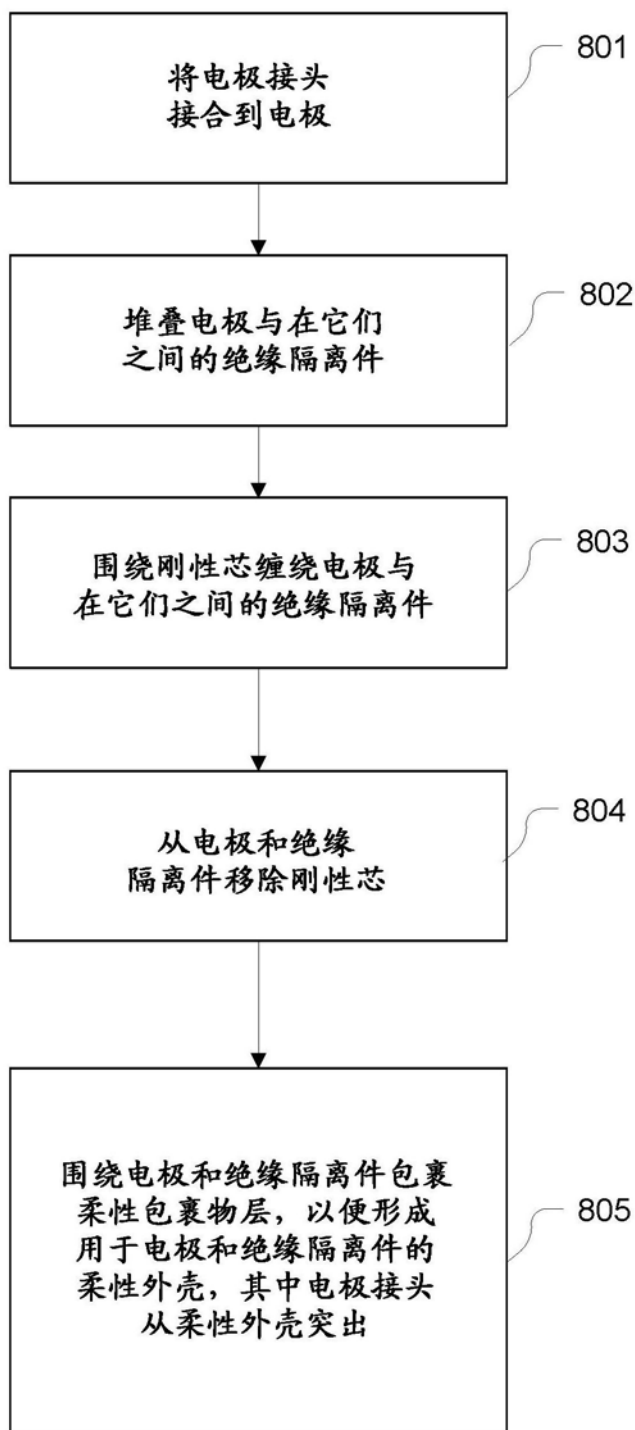 将电极接头
接合到电极
801
堆叠电极与在它们
之间的绝缘隔离件
802
围绕刚性芯缠绕电极与
在它们之间的绝缘隔离件
803
从电极和绝缘
隔离件移除刚性芯
804
围绕电极和绝缘隔离件包裹
柔性包裹物层，以便形成
用于电极和绝缘隔离件的
柔性外壳，其中电极接头
从柔性外壳突出
805